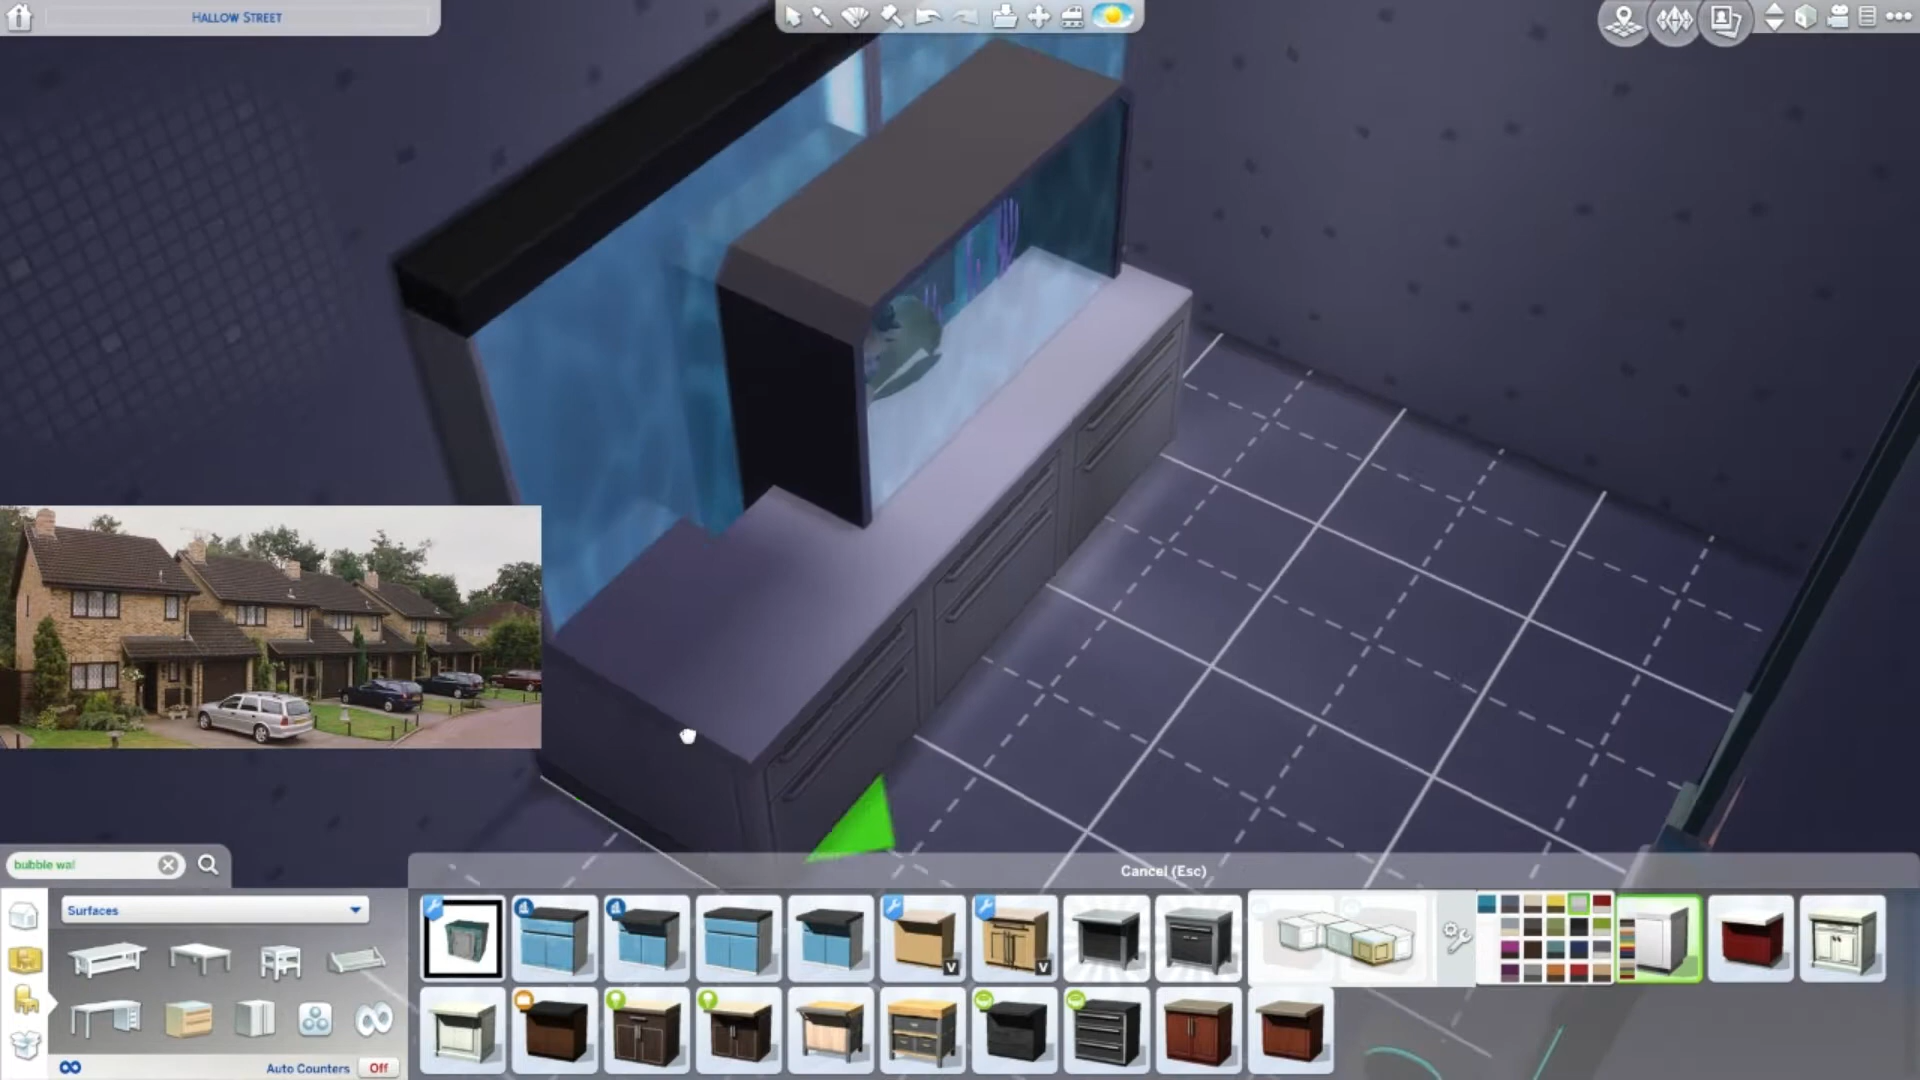 HALLOW STREET
bubble wal
Cancel (Esc)
Surfaces
V
V
Auto Counters Off